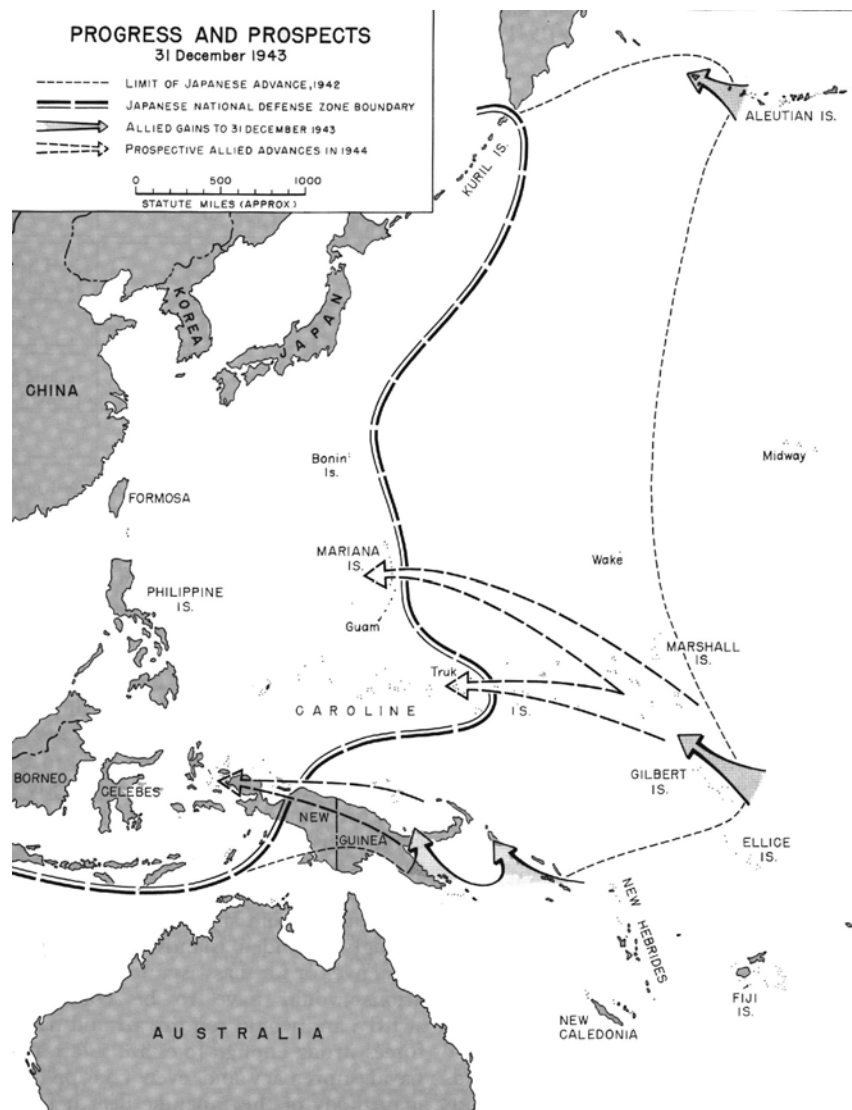 PROGRESS AND PROSPECTS
31 December 1943
LIMIT OF JAPANESE ADVANCE, 1942
JAPANESE NATIONAL DEFENSE ZONE BOUNDARY
ALLIED GAINS TO 31 DECEMBER 1943
PROSPECTIVE ALLIED ADVANCES IN 1944
0 500 1000
STATUTE MILES (APPROX.)
ALEUTIAN IS.
KURIL IS.
KOREA
JAPAN
CHINA
Bonin
Is.
Midway
FORMOSA
MARIANA
IS.
Wake
PHILIPPINE
IS.
Guam
MARSHALL
IS.
Truk
CAROLINE IS.
BORNEO
CELEBES
GILBERT
IS.
NEW
GUINEA
ELLICE
IS.
NEW
HEBRIDES
FIJI
IS.
NEW
CALEDONIA
AUSTRALIA